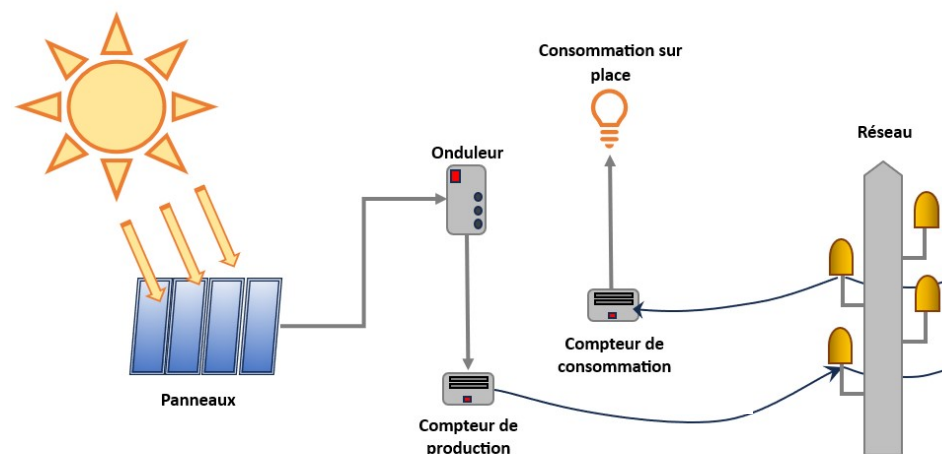 Consommation sur
place
Réseau
Onduleur
Compteur de
consommation
Panneaux
Compteur de
production